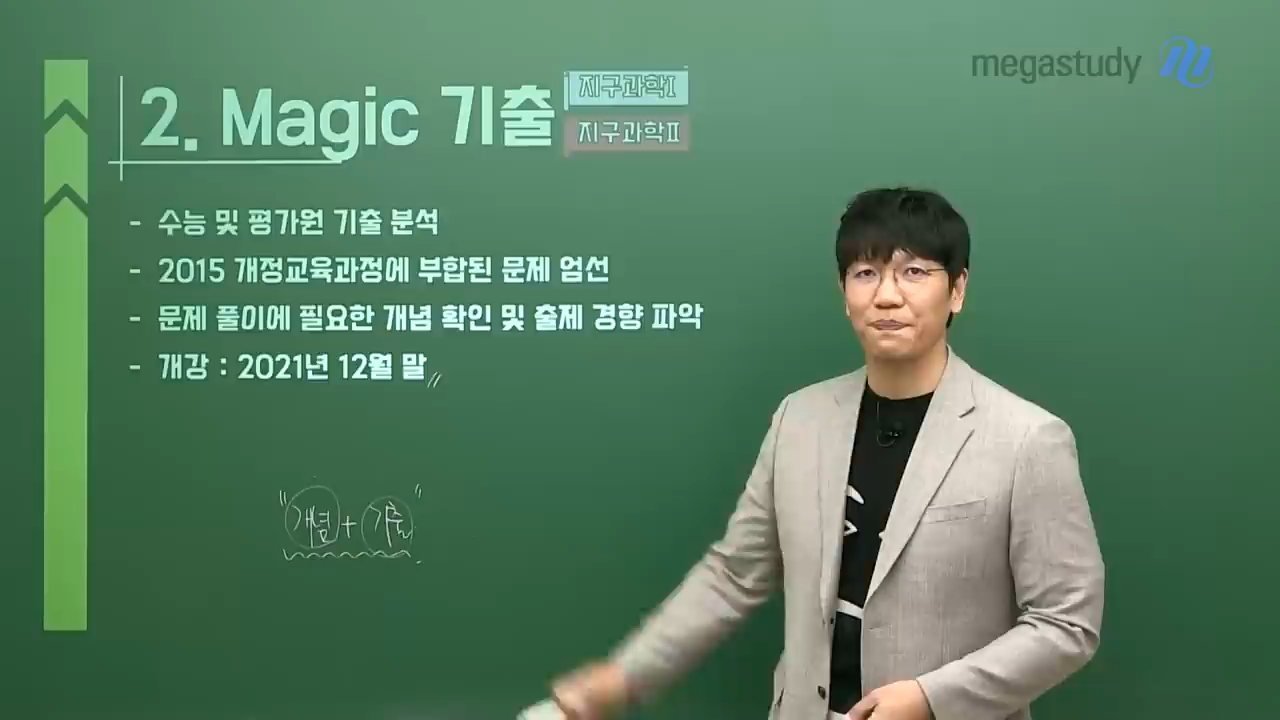 megastudy
2. Magic 기출
지구과학I
지구과학II
- 수능 및 평가원 기출 분석
- 2015 개정교육과정에 부합된 문제 엄선
- 문제 풀이에 필요한 개념 확인 및 출제 경향 파악
- 개강 : 2021년 12월 말
"개념 + 기출"